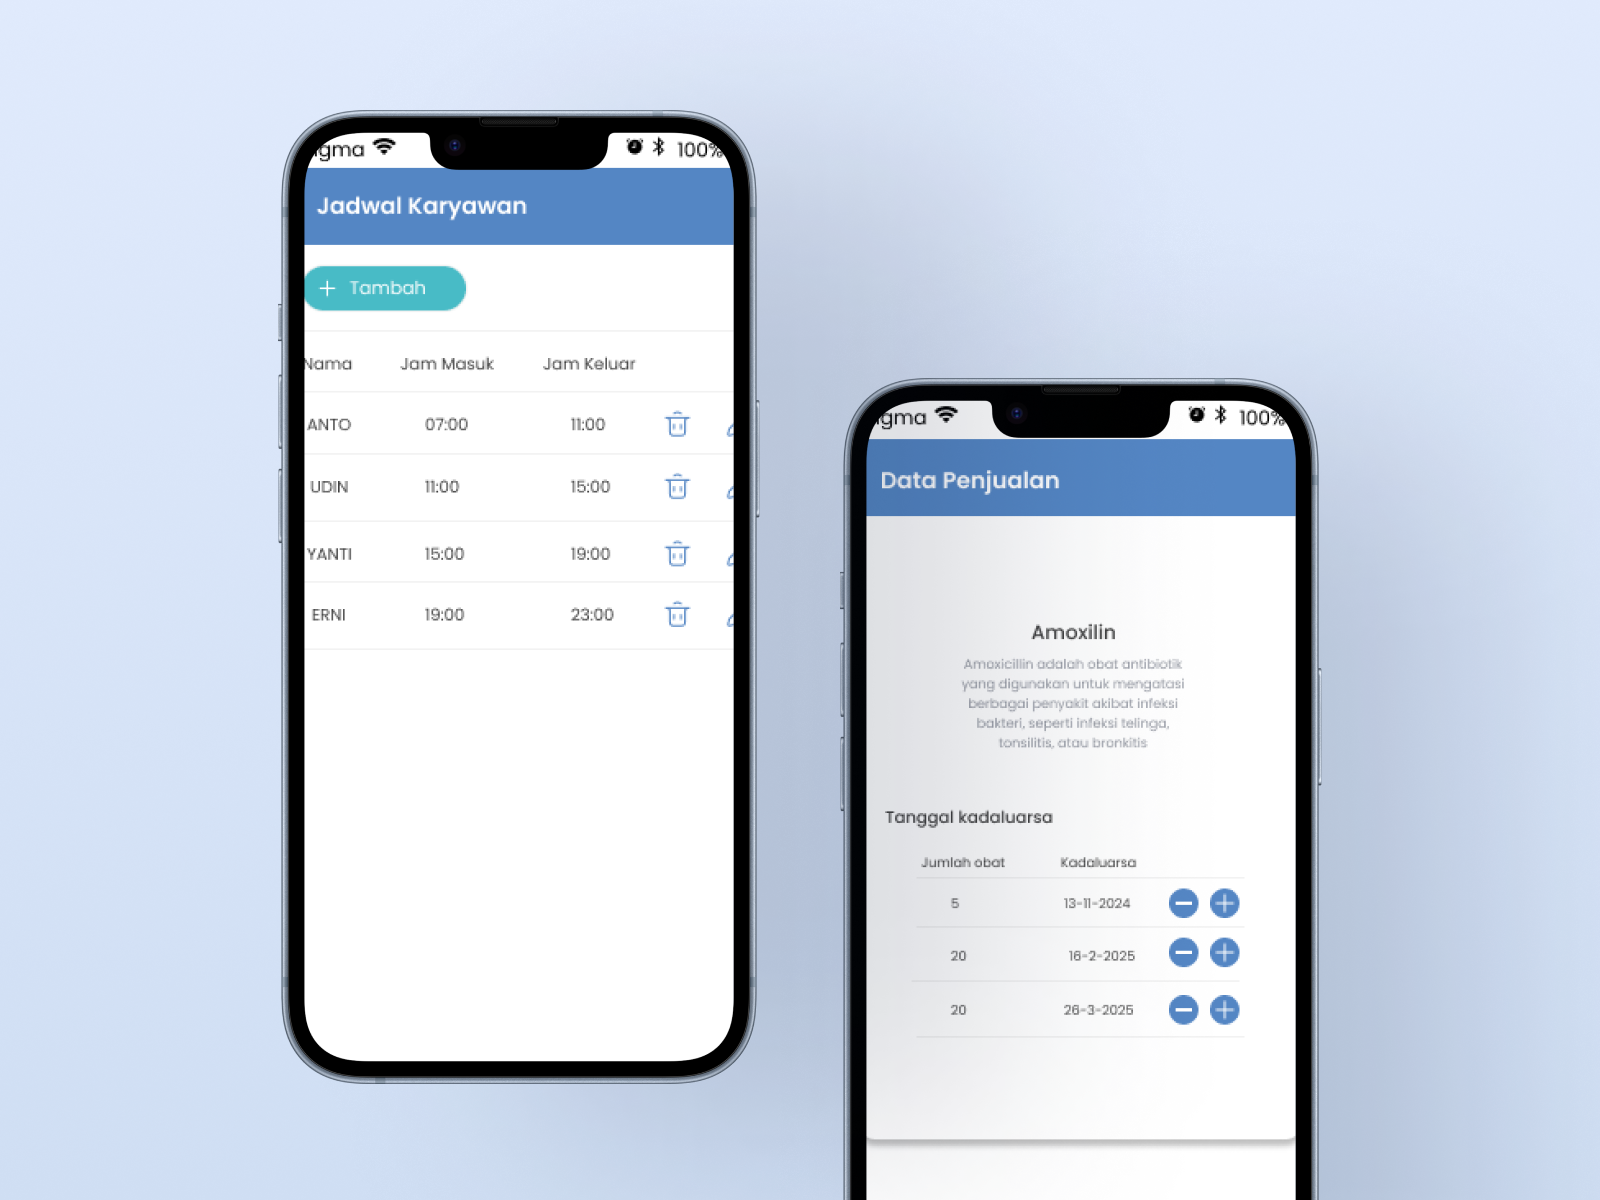 igma 100%
Jadwal Karyawan
+ Tambah
Nama Jam Masuk Jam Keluar
ANTO 07:00 11:00
UDIN 11:00 15:00
YANTI 15:00 19:00
ERNI 19:00 23:00
igma 100%
Data Penjualan
Amoxilin
Amoxicillin adalah obat antibiotik
yang digunakan untuk mengatasi
berbagai penyakit akibat infeksi
bakteri, seperti infeksi telinga,
tonsilitis, atau bronkitis
Tanggal kadaluarsa
Jumlah obat Kadaluarsa
5 13-11-2024
20 16-2-2025
20 26-3-2025